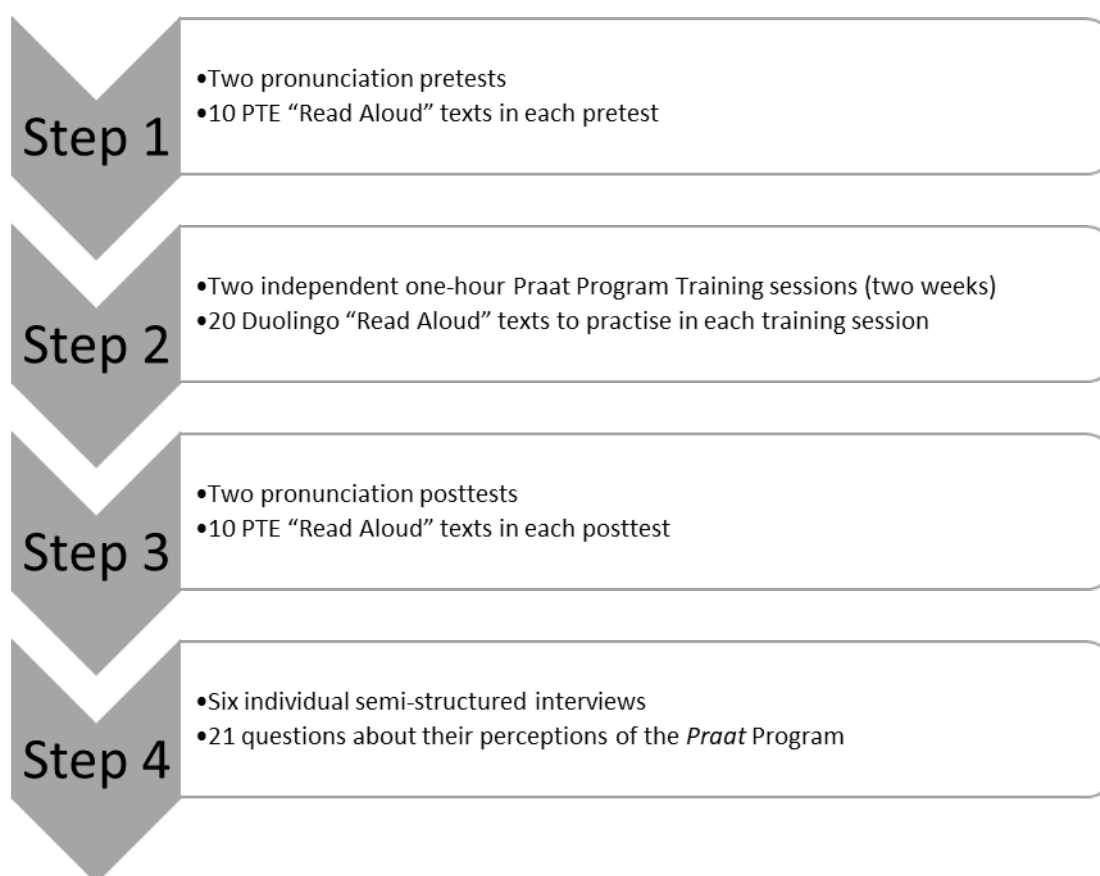 Step 1
•Two pronunciation pretests
•10 PTE “Read Aloud” texts in each pretest
Step 2
•Two independent one-hour Praat Program Training sessions (two weeks)
•20 Duolingo “Read Aloud” texts to practise in each training session
Step 3
•Two pronunciation posttests
•10 PTE “Read Aloud” texts in each posttest
Step 4
•Six individual semi-structured interviews
•21 questions about their perceptions of the Praat Program